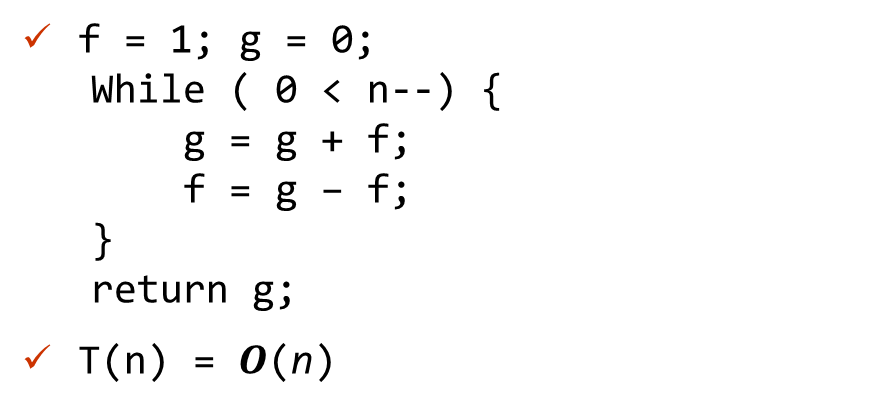 ✓ f = 1; g = 0;
While ( 0 < n--) {
g = g + f;
f = g – f;
}
return g;
✓ T(n) = O(n)